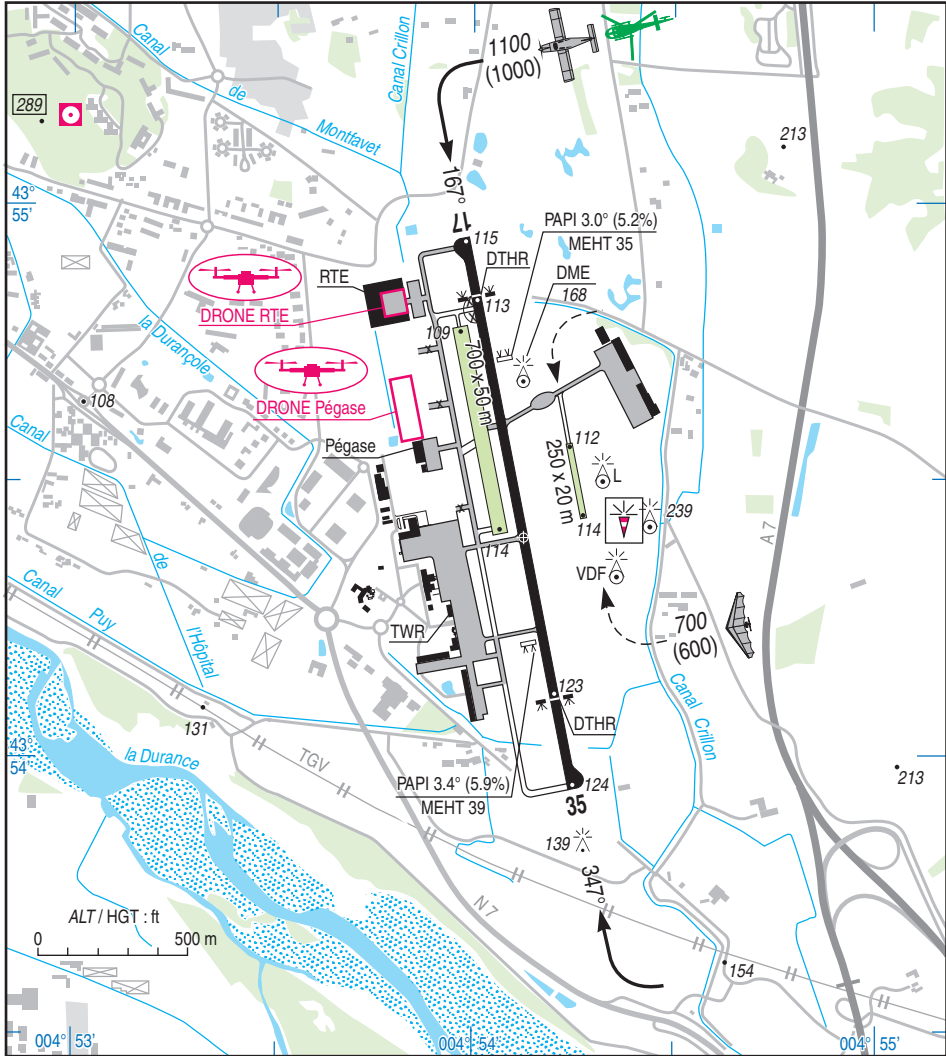 Canal
de
Montfavet
Canal Crillon
1100
(1000)
289
213
43°
55'
167°
17
115
PAPI 3.0° (5.2%)
MEHT 35
DTHR
113
DME
168
RTE
DRONE RTE
109
700 x 50 m
la Durançole
DRONE Pégase
108
Canal
Pégase
112
250 x 20 m
L
114
239
114
VDF
A 7
de
l'Hôpital
Canal
Puy
TWR
700
(600)
Canal Crillon
123
DTHR
131
43°
54'
la Durance
TGV
PAPI 3.4° (5.9%)
MEHT 39
124
35
213
139
347°
N 7
ALT / HGT : ft
0
500 m
154
004° 53'
004° 54'
004° 55'